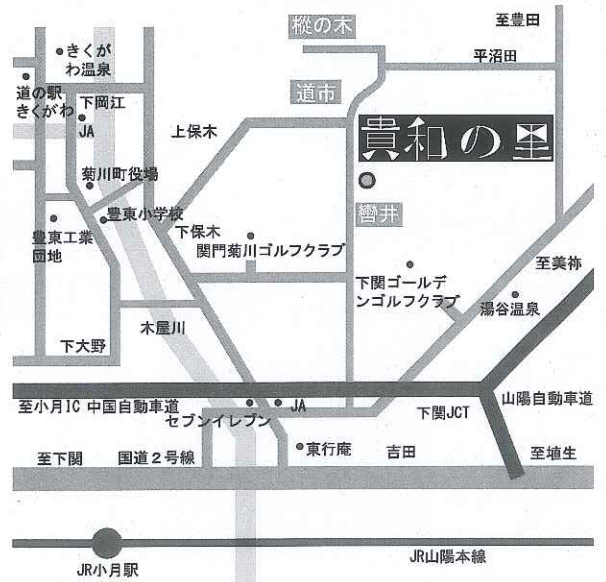 樅の木
至豊田
きくが
わ温泉
平沼田
道の駅
きくがわ
下岡江
JA
道市
上保木
貴和の里
菊川町役場
轡井
豊東小学校
下保木
豊東工業
団地
関門菊川ゴルフクラブ
至美祢
下関ゴールデ
ンゴルフクラブ
湯谷温泉
木屋川
下大野
至小月IC 中国自動車道
JA
セブンイレブン
下関JCT
山陽自動車道
至下関
国道2号線
東行庵
吉田
至埴生
JR小月駅
JR山陽本線